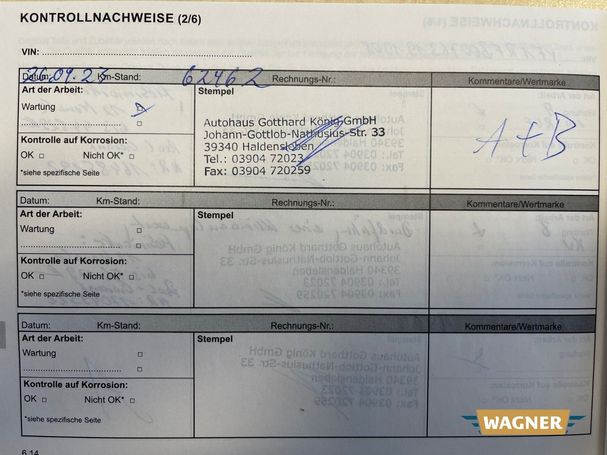 KONTROLLNACHWEISE (2/6)
VIN:
Datum: Km-Stand: 62462 Rechnungs-Nr.: Kommentare/Wertmarke
Art der Arbeit: Stempel
Wartung
Autohaus Gotthard König GmbH
Johann-Gottlob-Nathusius-Str. 33
39340 Haldensleben
Tel.: 03904 72023
Fax: 03904 720259
A+B
Kontrolle auf Korrosion:
OK Nicht OK*
*siehe spezifische Seite
Datum: Km-Stand: Rechnungs-Nr.: Kommentare/Wertmarke
Art der Arbeit: Stempel
Wartung
Kontrolle auf Korrosion:
OK Nicht OK*
*siehe spezifische Seite
Datum: Km-Stand: Rechnungs-Nr.: Kommentare/Wertmarke
Art der Arbeit: Stempel
Wartung
Kontrolle auf Korrosion:
OK Nicht OK*
*siehe spezifische Seite
WAGNER
6.14